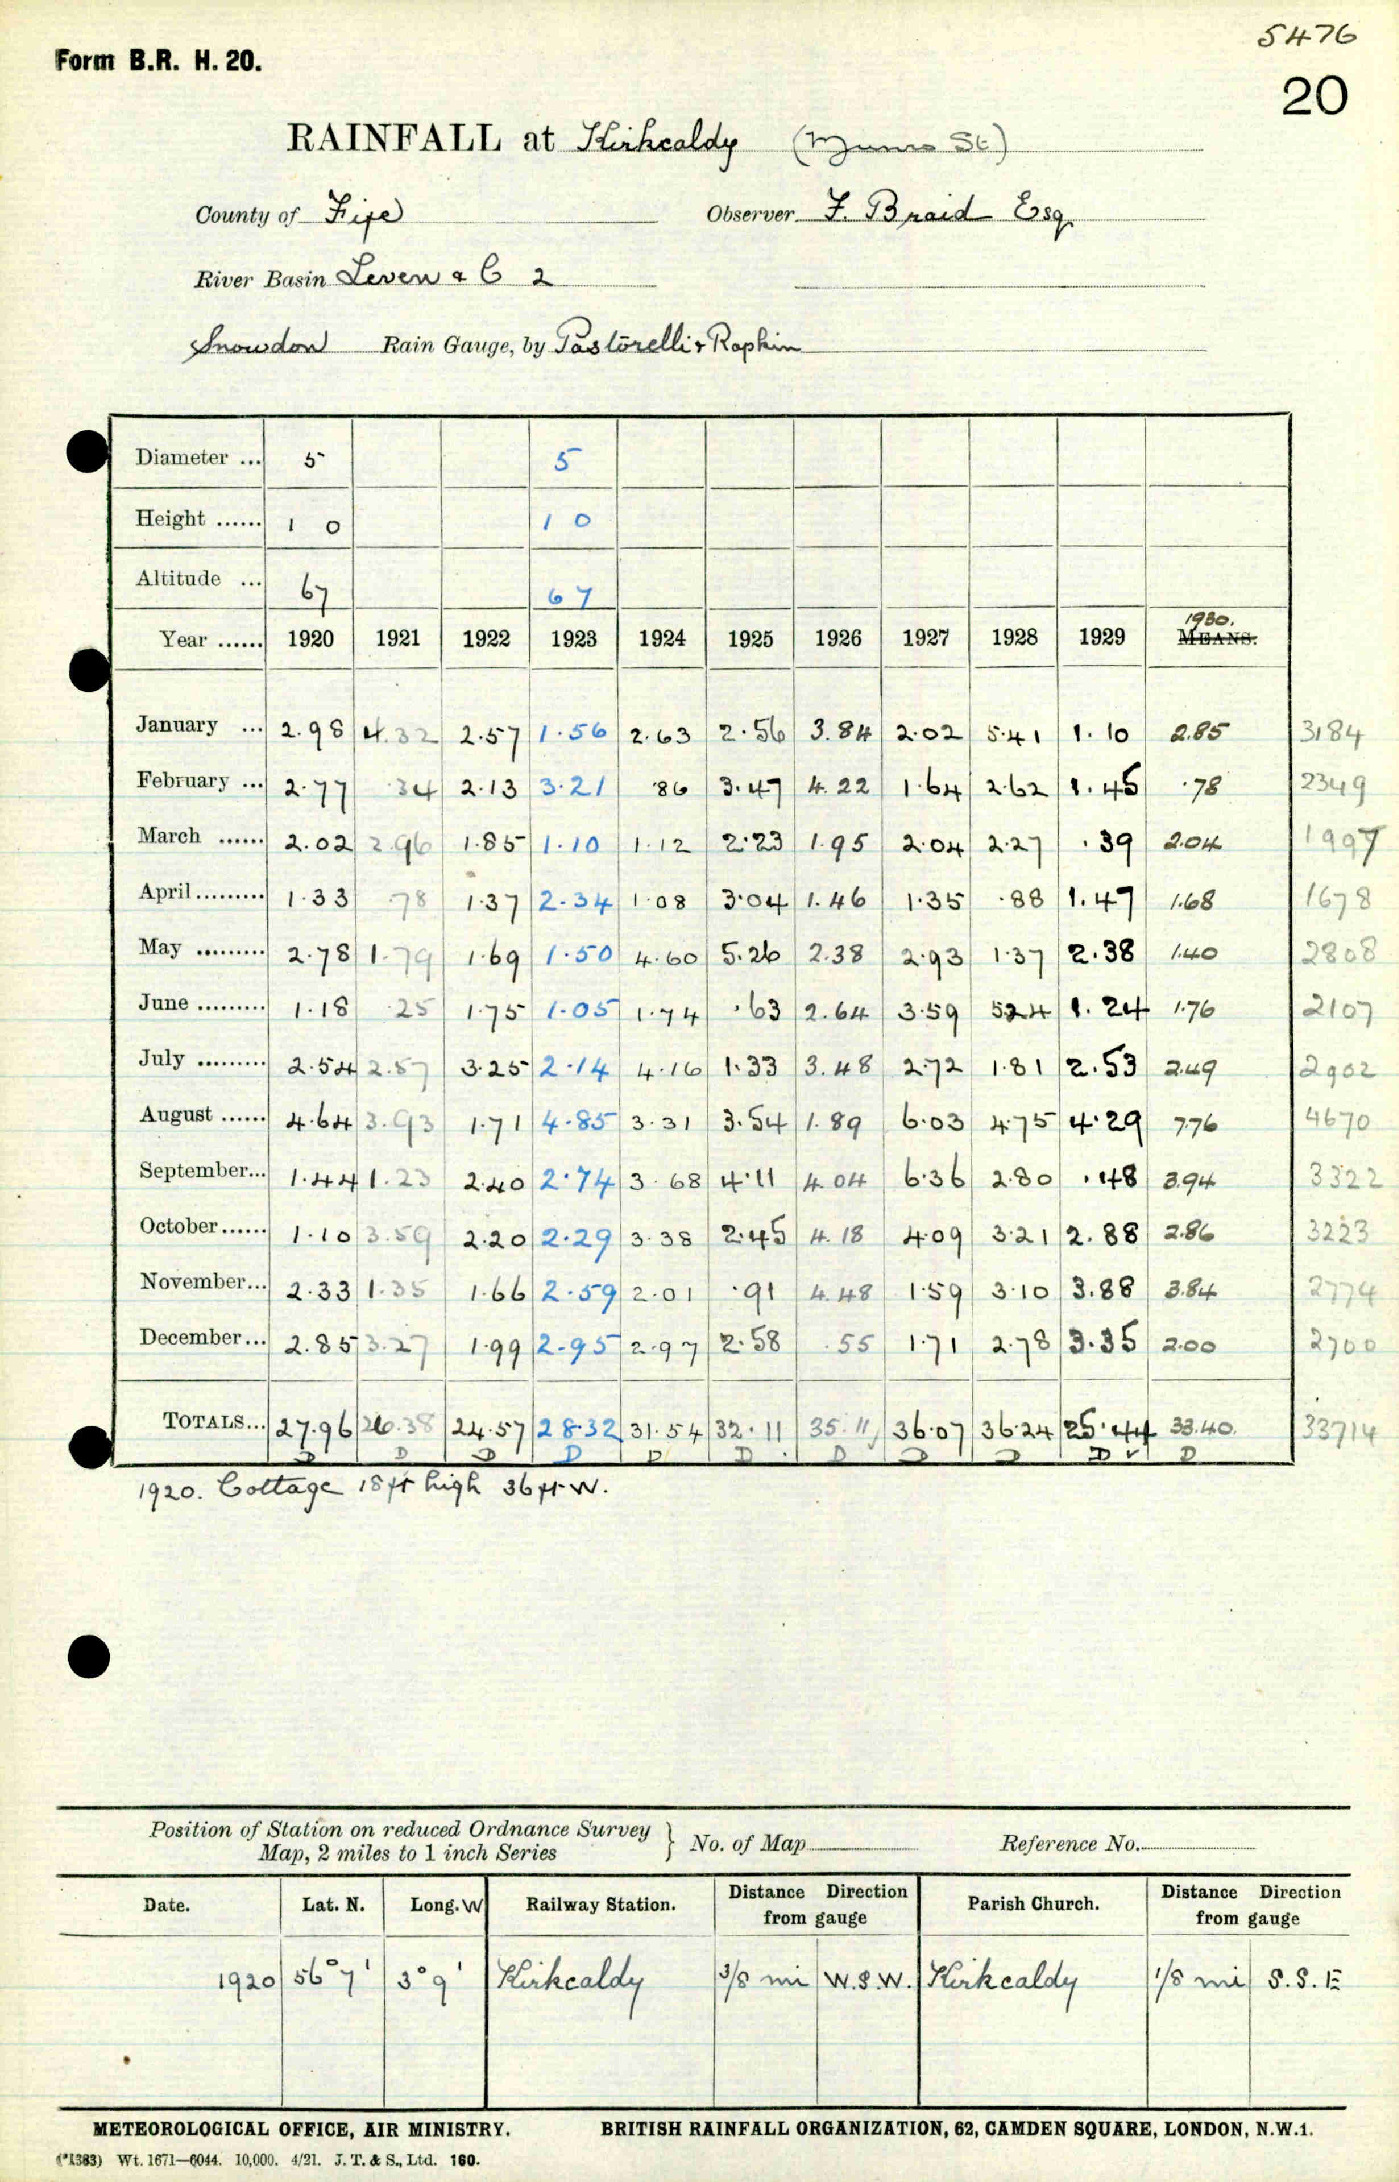 5476
Form B.R. H. 20.
20
RAINFALL at Kirkcaldy (Munro St)
County of Fife Observer F. Braid Esq
River Basin Leven & C 2
Snowdon Rain Gauge, by Pastorelli & Rapkin
Diameter ... 5 5
Height ...... 1 0 1 0
Altitude ... 67 67
1930.
Year ...... 1920 1921 1922 1923 1924 1925 1926 1927 1928 1929 MEANS.
January ... 2.98 4.32 2.57 1.56 2.63 2.56 3.84 2.02 5.41 1.10 2.85 3184
February ... 2.77 .34 2.13 3.21 .86 3.47 4.22 1.64 2.62 1.45 .78 2349
March ...... 2.02 2.96 1.85 1.10 1.12 2.23 1.95 2.04 2.27 .39 2.04 1997
April ......... 1.33 .78 1.37 2.34 1.08 3.04 1.46 1.35 .88 1.47 1.68 1678
May ......... 2.78 1.79 1.69 1.50 4.60 5.26 2.38 2.93 1.37 2.38 1.40 2808
June ......... 1.18 .25 1.75 1.05 1.74 .63 2.64 3.59 5.24 1.24 1.76 2107
July ......... 2.54 2.57 3.25 2.14 4.16 1.33 3.48 2.72 1.81 2.53 2.49 2902
August ...... 4.64 3.93 1.71 4.85 3.31 3.54 1.89 6.03 4.75 4.29 7.76 4670
September... 1.44 1.23 2.40 2.74 3.68 4.11 4.04 6.36 2.80 .48 3.94 3322
October...... 1.10 3.59 2.20 2.29 3.38 2.45 4.18 4.09 3.21 2.88 2.86 3223
November... 2.33 1.35 1.66 2.59 2.01 .91 4.48 1.59 3.10 3.88 3.84 2774
December... 2.85 3.27 1.99 2.95 2.97 2.58 .55 1.71 2.78 3.35 2.00 2700
TOTALS... 27.96 26.38 24.57 28.32 31.54 32.11 35.11 36.07 36.24 25.44 33.40 33714
D D D D D D D D D D ✓ D
1920. Cottage 18 ft high 36 ft W.
Position of Station on reduced Ordnance Survey
Map, 2 miles to 1 inch Series } No. of Map Reference No.
Date. Lat. N. Long. W Railway Station. Distance Direction from gauge Parish Church. Distance Direction from gauge
1920 56° 7' 3° 9' Kirkcaldy 3/8 mi W.S.W. Kirkcaldy 1/8 mi S.S.E
METEOROLOGICAL OFFICE, AIR MINISTRY. BRITISH RAINFALL ORGANIZATION, 62, CAMDEN SQUARE, LONDON, N.W.1.
(*1383) Wt. 1671—6044. 10,000. 4/21. J. T. & S., Ltd. 160.